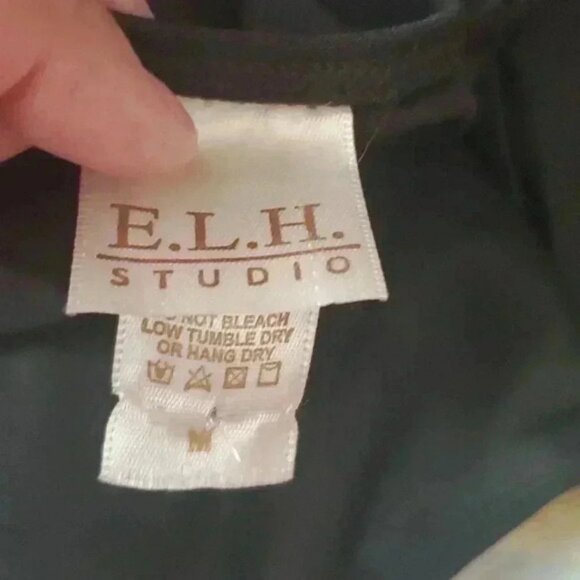 E.L.H.
STUDIO
NOT BLEACH
LOW TUMBLE DRY
OR HANG DRY
M